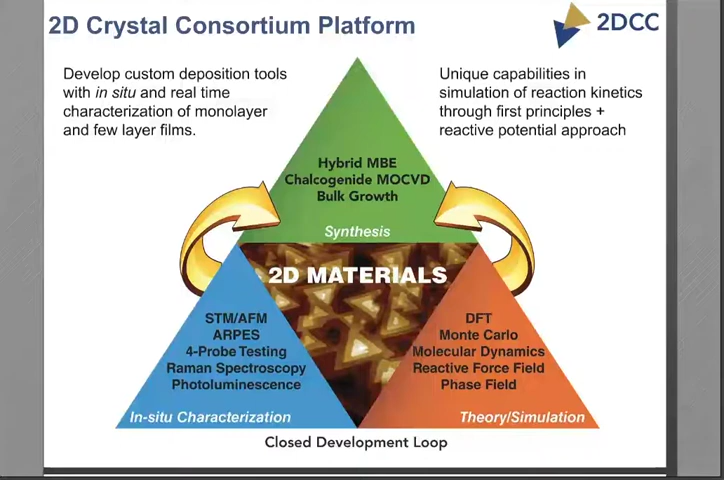 2D Crystal Consortium Platform
2DCC
Develop custom deposition tools
with in situ and real time
characterization of monolayer
and few layer films.
Unique capabilities in
simulation of reaction kinetics
through first principles +
reactive potential approach
Hybrid MBE
Chalcogenide MOCVD
Bulk Growth
Synthesis
2D MATERIALS
STM/AFM
ARPES
4-Probe Testing
Raman Spectroscopy
Photoluminescence
In-situ Characterization
DFT
Monte Carlo
Molecular Dynamics
Reactive Force Field
Phase Field
Theory/Simulation
Closed Development Loop